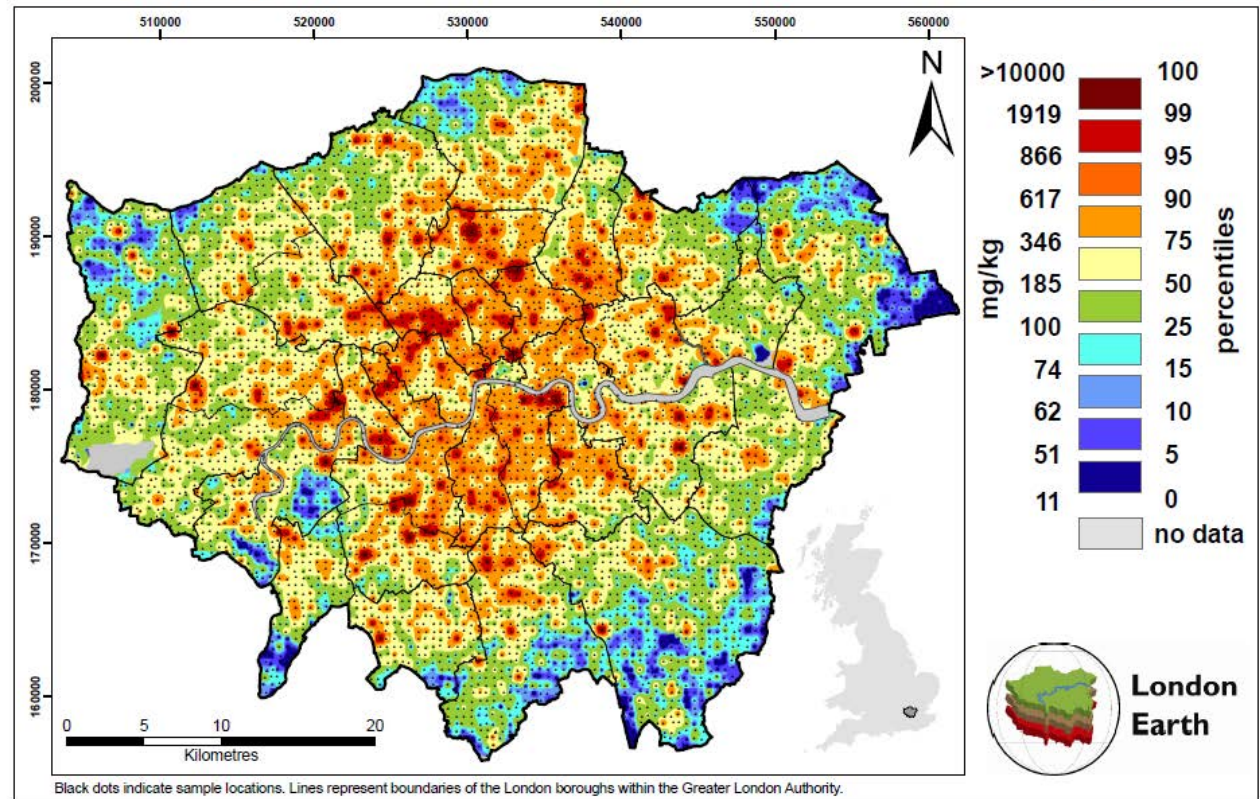 510000 520000 530000 540000 550000 560000
200000
190000
180000
170000
160000
N
>10000 100
1919 99
866 95
617 90
346 75
185 50
100 25
74 15
62 10
51 5
11 0
mg/kg
percentiles
no data
0 5 10 20
Kilometres
London
Earth
Black dots indicate sample locations. Lines represent boundaries of the London boroughs within the Greater London Authority.